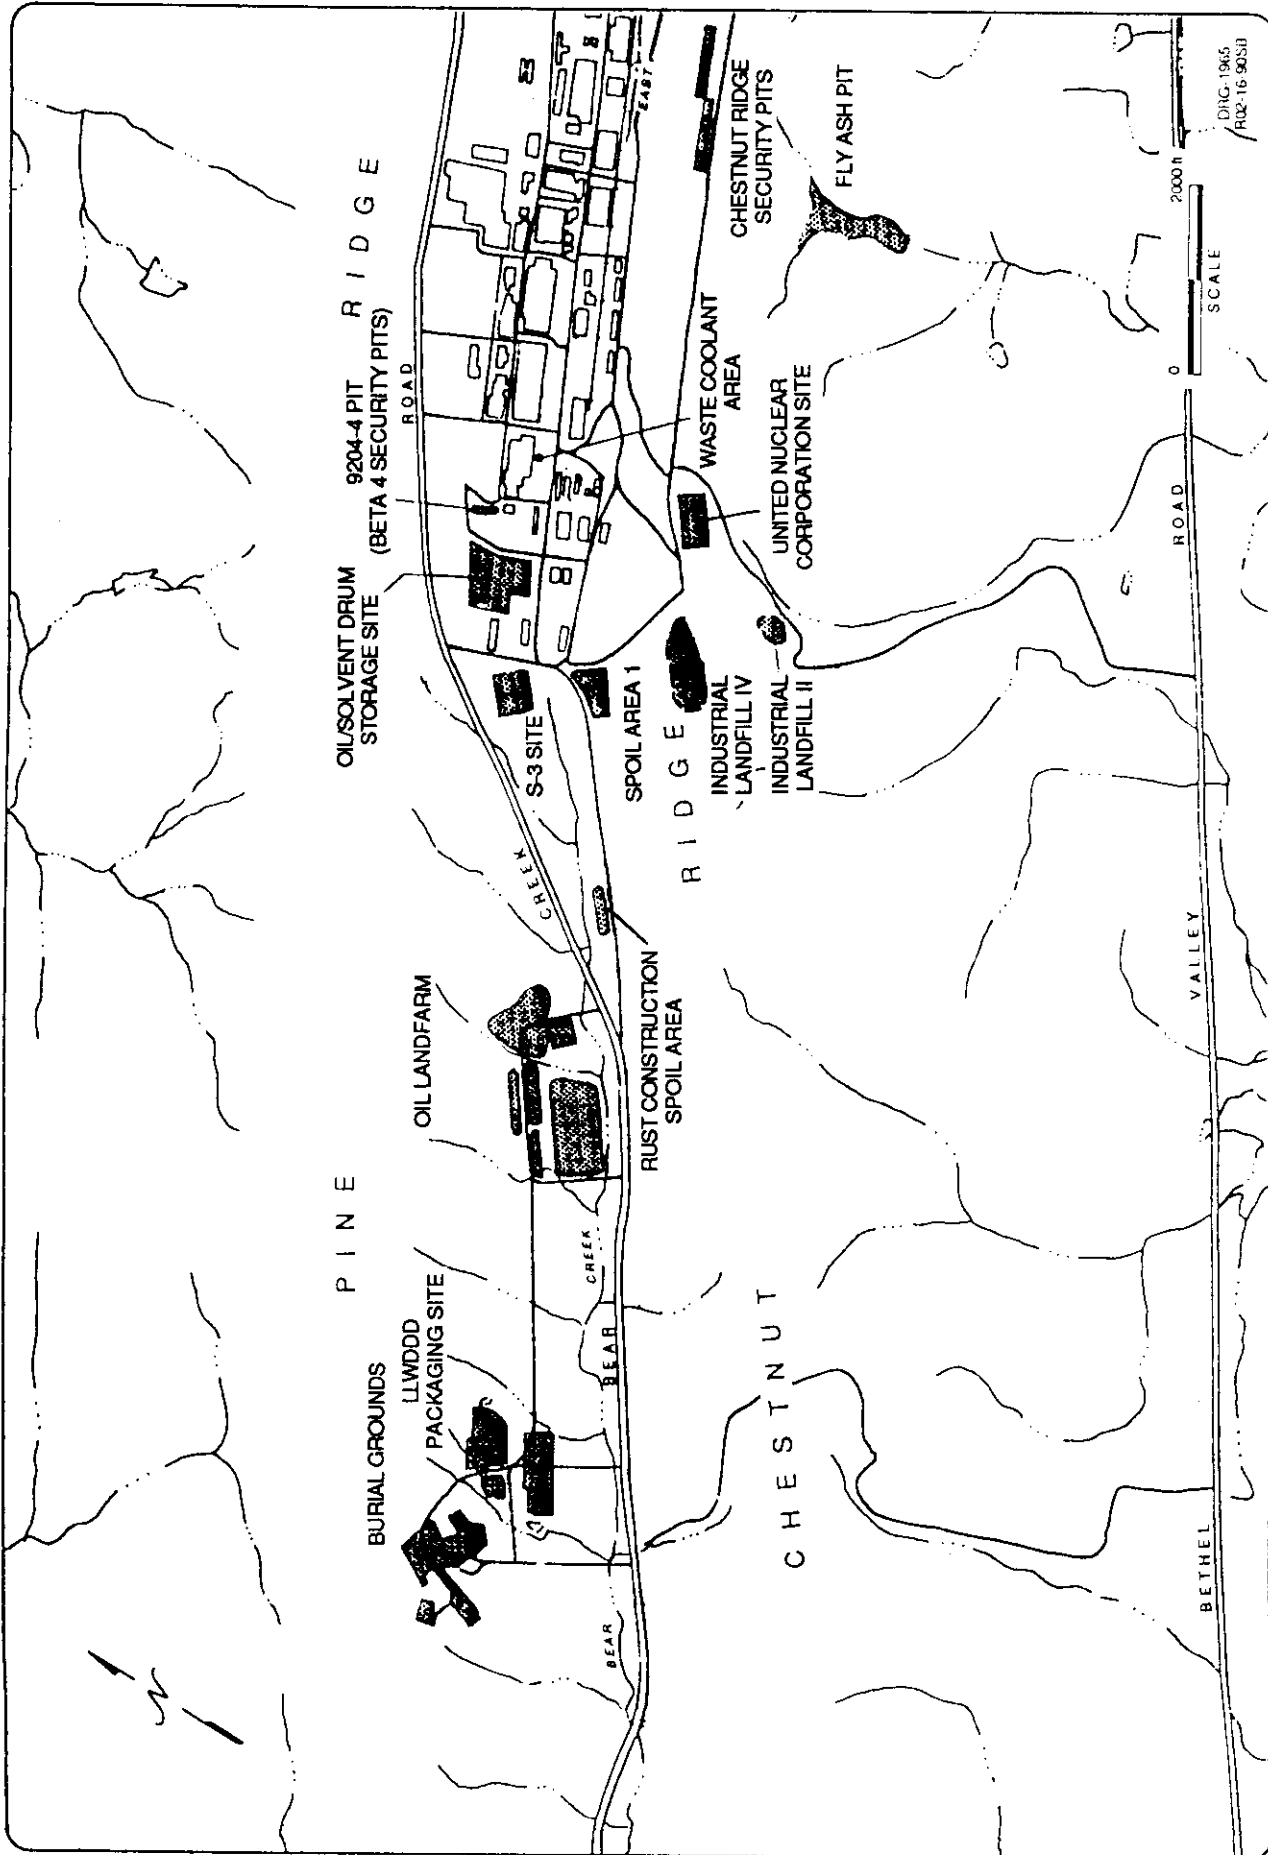 PINE
RIDGE
BURIAL GROUNDS
LLWDDD
PACKAGING SITE
OIL LANDFARM
OIL/SOLVENT DRUM
STORAGE SITE
9204-4 PIT
(BETA 4 SECURITY PITS)
ROAD
CREEK
S-3 SITE
EAST
BEAR
CREEK
BEAR
RUST CONSTRUCTION
SPOIL AREA
SPOIL AREA 1
RIDGE
INDUSTRIAL
LANDFILL IV
INDUSTRIAL
LANDFILL II
WASTE COOLANT
AREA
UNITED NUCLEAR
CORPORATION SITE
CHESTNUT RIDGE
SECURITY PITS
FLY ASH PIT
CHESTNUT
N
BETHEL
VALLEY
ROAD
0
2000 ft
SCALE
DRG-1965
R02-16-90SB